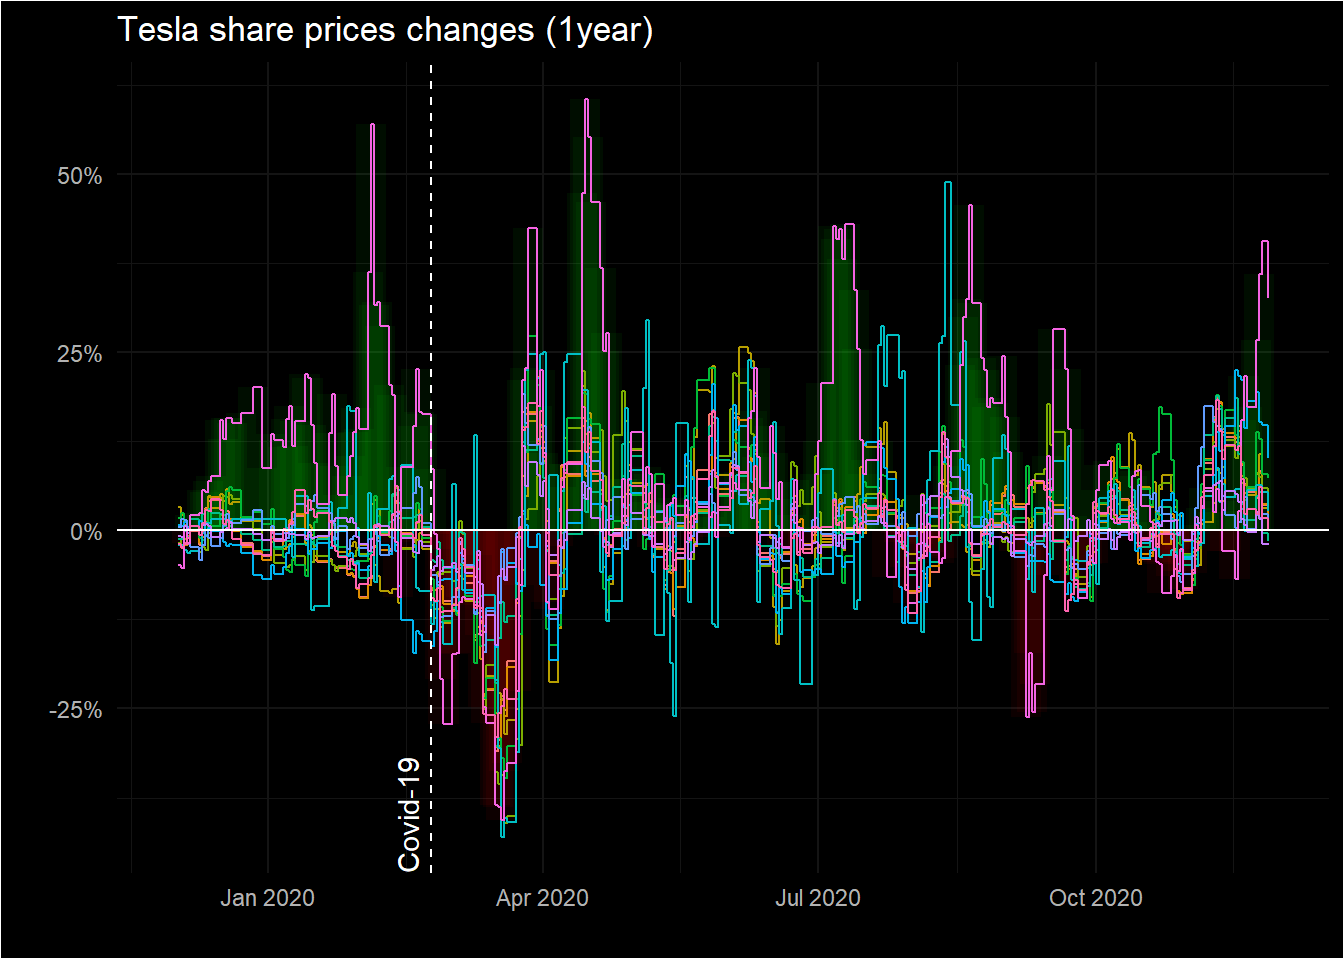 Tesla share prices changes (1year)
50%
25%
0%
-25%
Covid-19
Jan 2020
Apr 2020
Jul 2020
Oct 2020